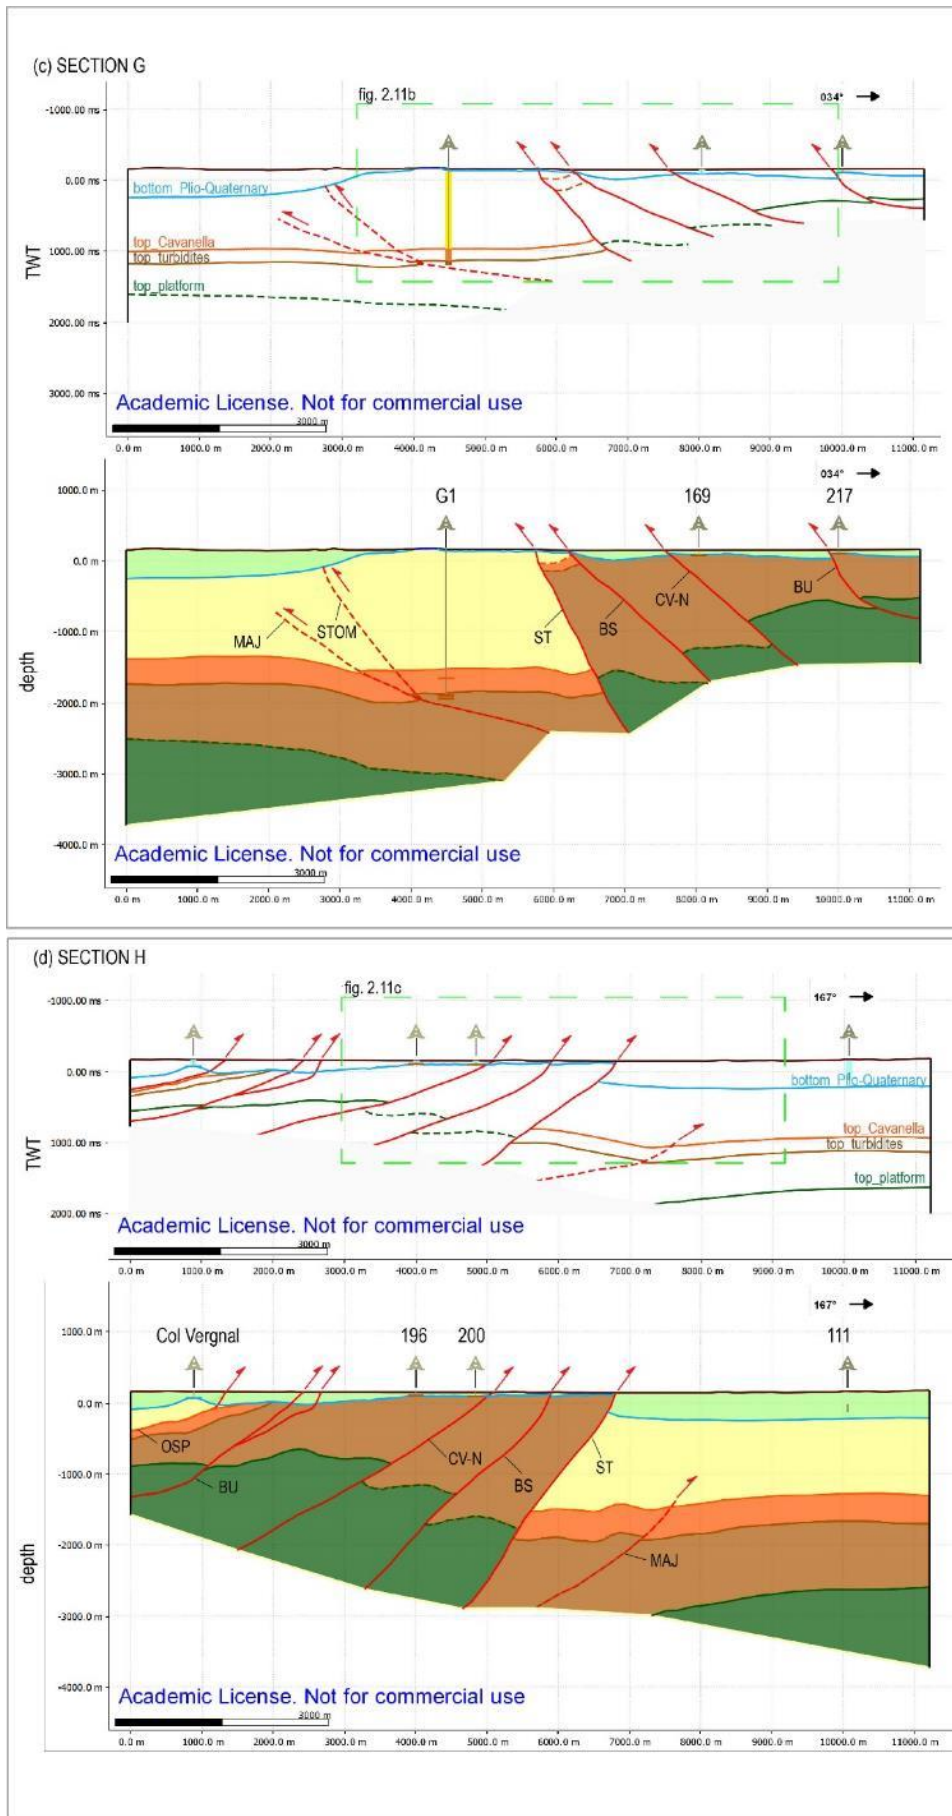 (c) SECTION G
fig. 2.11b
034°
-1000.00 ms
0.00 ms
1000.00 ms
2000.00 ms
3000.00 ms
TWT
bottom_Plio-Quaternary
top_Cavanella
top_turbidites
top_platform
Academic License. Not for commercial use
3000 m
0.0 m 1000.0 m 2000.0 m 3000.0 m 4000.0 m 5000.0 m 6000.0 m 7000.0 m 8000.0 m 9000.0 m 10000.0 m 11000.0 m
034°
G1 169 217
1000.0 m
0.0 m
-1000.0 m
-2000.0 m
-3000.0 m
-4000.0 m
depth
MAJ STOM ST BS CV-N BU
Academic License. Not for commercial use
3000 m
0.0 m 1000.0 m 2000.0 m 3000.0 m 4000.0 m 5000.0 m 6000.0 m 7000.0 m 8000.0 m 9000.0 m 10000.0 m 11000.0 m
(d) SECTION H
fig. 2.11c
167°
-1000.00 ms
0.00 ms
1000.00 ms
2000.00 ms
TWT
bottom_Plio-Quaternary
top_Cavanella
top_turbidites
top_platform
Academic License. Not for commercial use
3000 m
0.0 m 1000.0 m 2000.0 m 3000.0 m 4000.0 m 5000.0 m 6000.0 m 7000.0 m 8000.0 m 9000.0 m 10000.0 m 11000.0 m
167°
Col Vergnal 196 200 111
1000.0 m
0.0 m
-1000.0 m
-2000.0 m
-3000.0 m
-4000.0 m
depth
OSP BU CV-N BS ST MAJ
Academic License. Not for commercial use
3000 m
0.0 m 1000.0 m 2000.0 m 3000.0 m 4000.0 m 5000.0 m 6000.0 m 7000.0 m 8000.0 m 9000.0 m 10000.0 m 11000.0 m